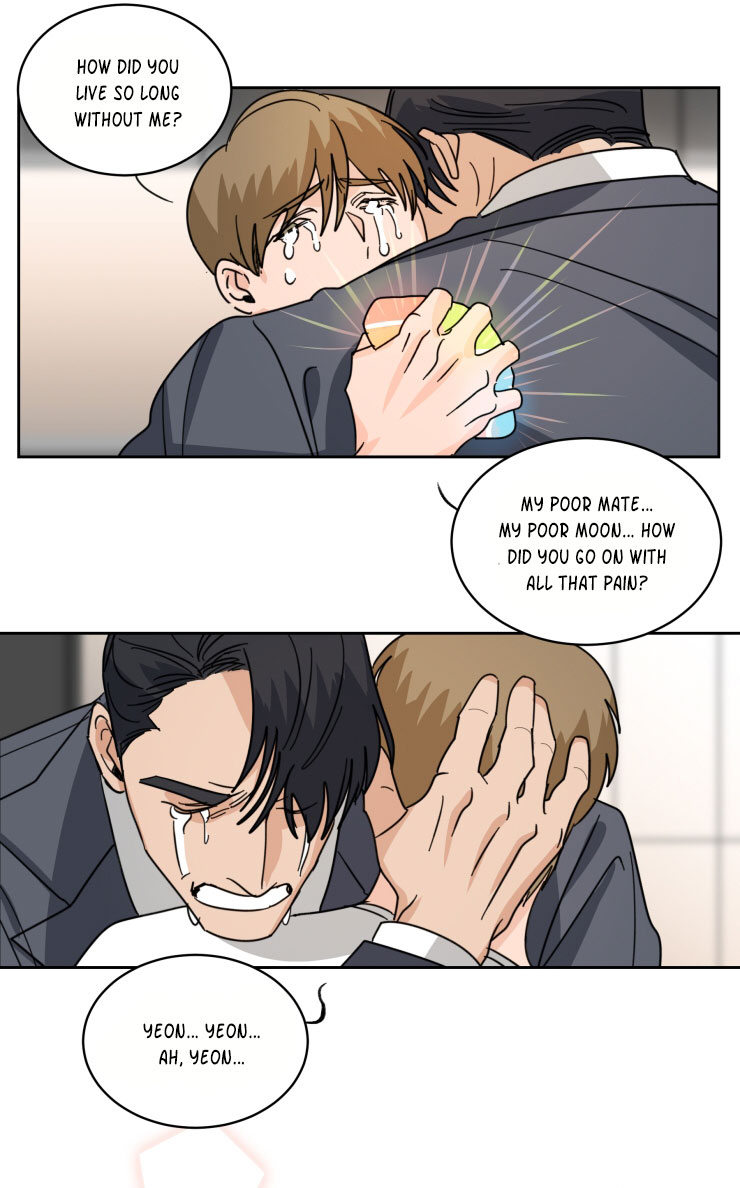 HOW DID YOU
LIVE SO LONG
WITHOUT ME?
MY POOR MATE...
MY POOR MOON... HOW
DID YOU GO ON WITH
ALL THAT PAIN?
YEON... YEON...
AH, YEON...